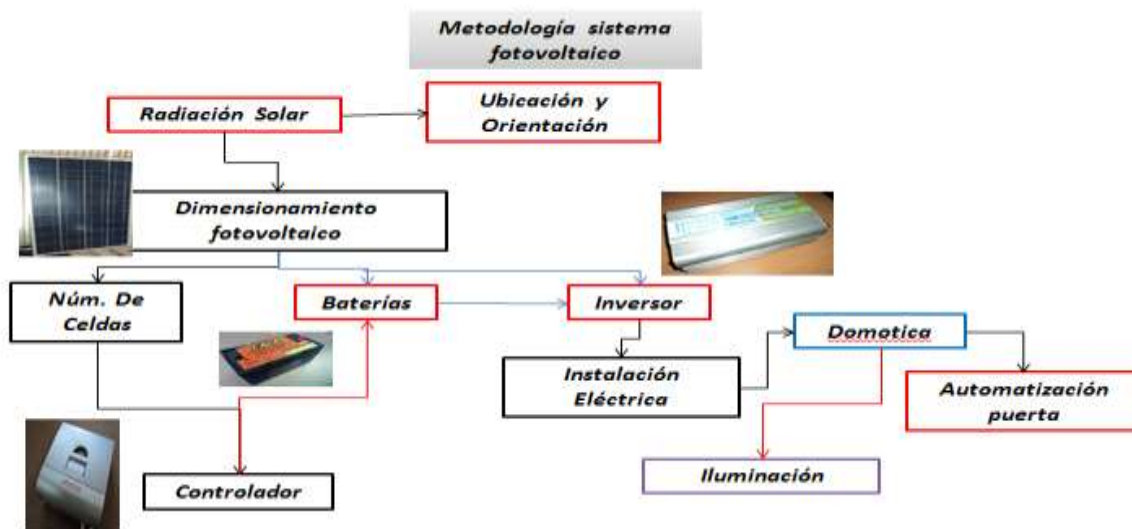 Metodología sistema
fotovoltaico
Radiación Solar
Ubicación y
Orientación
Dimensionamiento
fotovoltaico
Núm. De
Celdas
Baterías
Inversor
Domotica
Instalación
Eléctrica
Automatización
puerta
Controlador
Iluminación